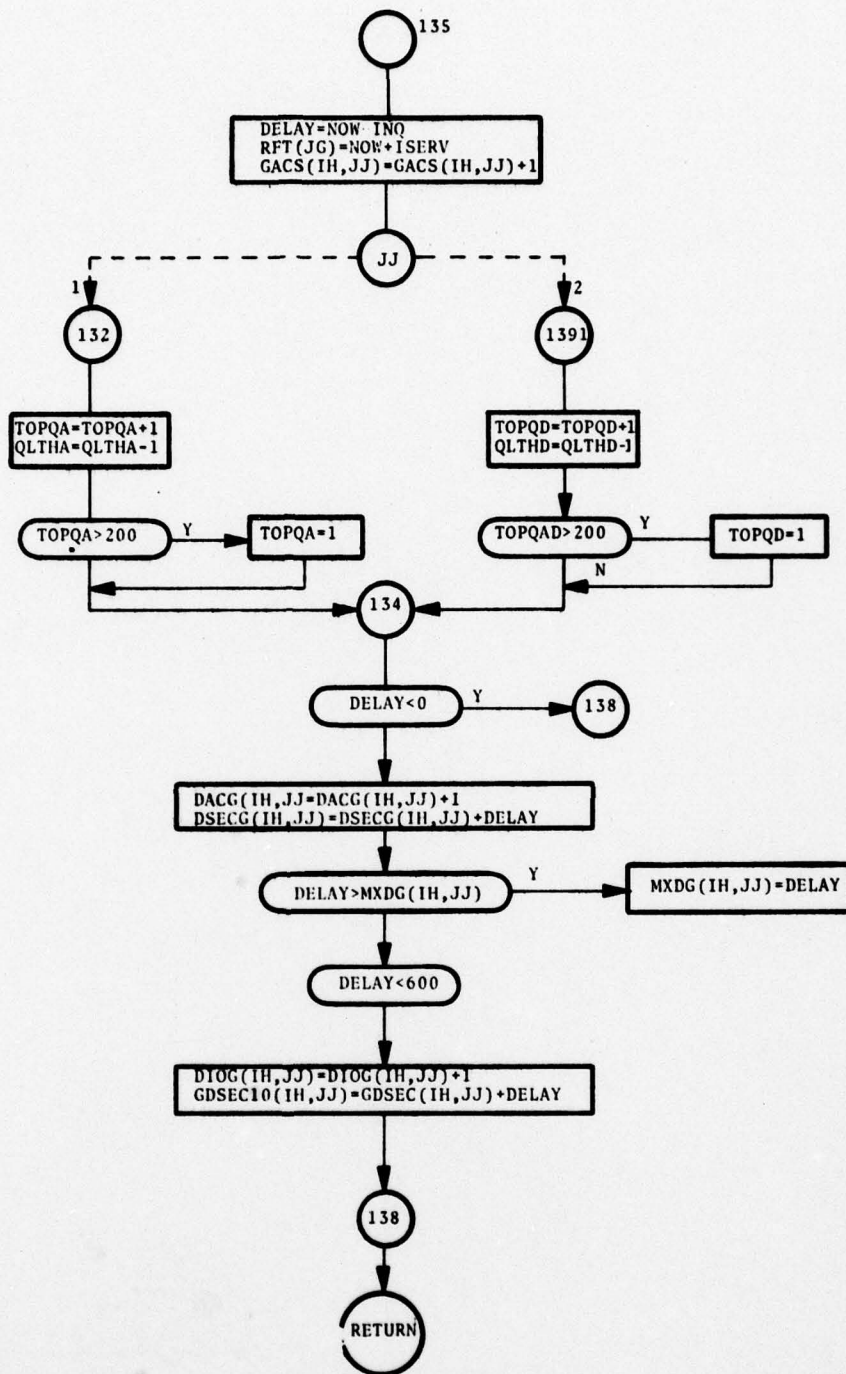 135
DELAY=NOW INQ
RFT(JG)=NOW+ISERV
GACS(IH,JJ)=GACS(IH,JJ)+1
JJ
1
2
132
1391
TOPQA=TOPQA+1
QLTHA=QLTHA-1
TOPQD=TOPQD+1
QLTHD=QLTHD-1
TOPQA>200
Y
TOPQA=1
TOPQAD>200
Y
TOPQD=1
N
134
DELAY<0
Y
138
DACG(IH,JJ=DACG(IH,JJ)+1
DSECG(IH,JJ)=DSECG(IH,JJ)+DELAY
DELAY>MXDG(IH,JJ)
Y
MXDG(IH,JJ)=DELAY
DELAY<600
D10G(IH,JJ)=D10G(IH,JJ)+1
GDSEC10(IH,JJ)=GDSEC(IH,JJ)+DELAY
138
RETURN